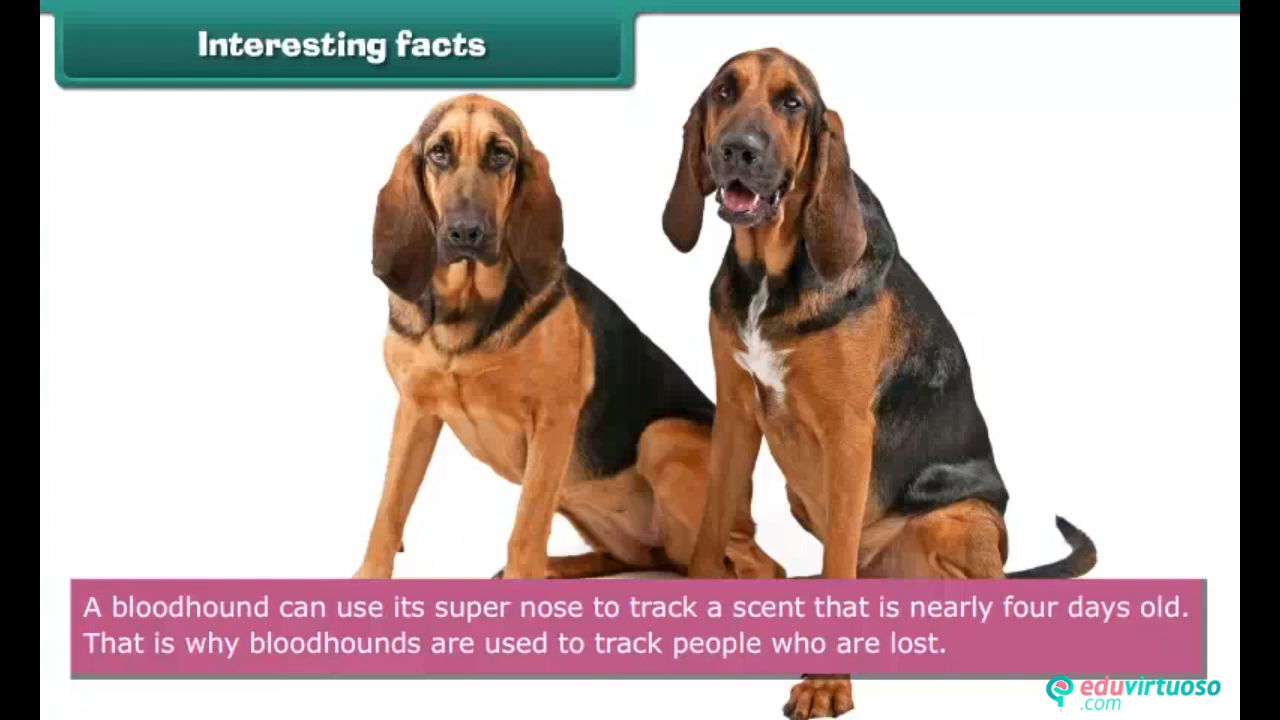 Interesting facts
A bloodhound can use its super nose to track a scent that is nearly four days old.
That is why bloodhounds are used to track people who are lost.
eduvirtuoso
.com